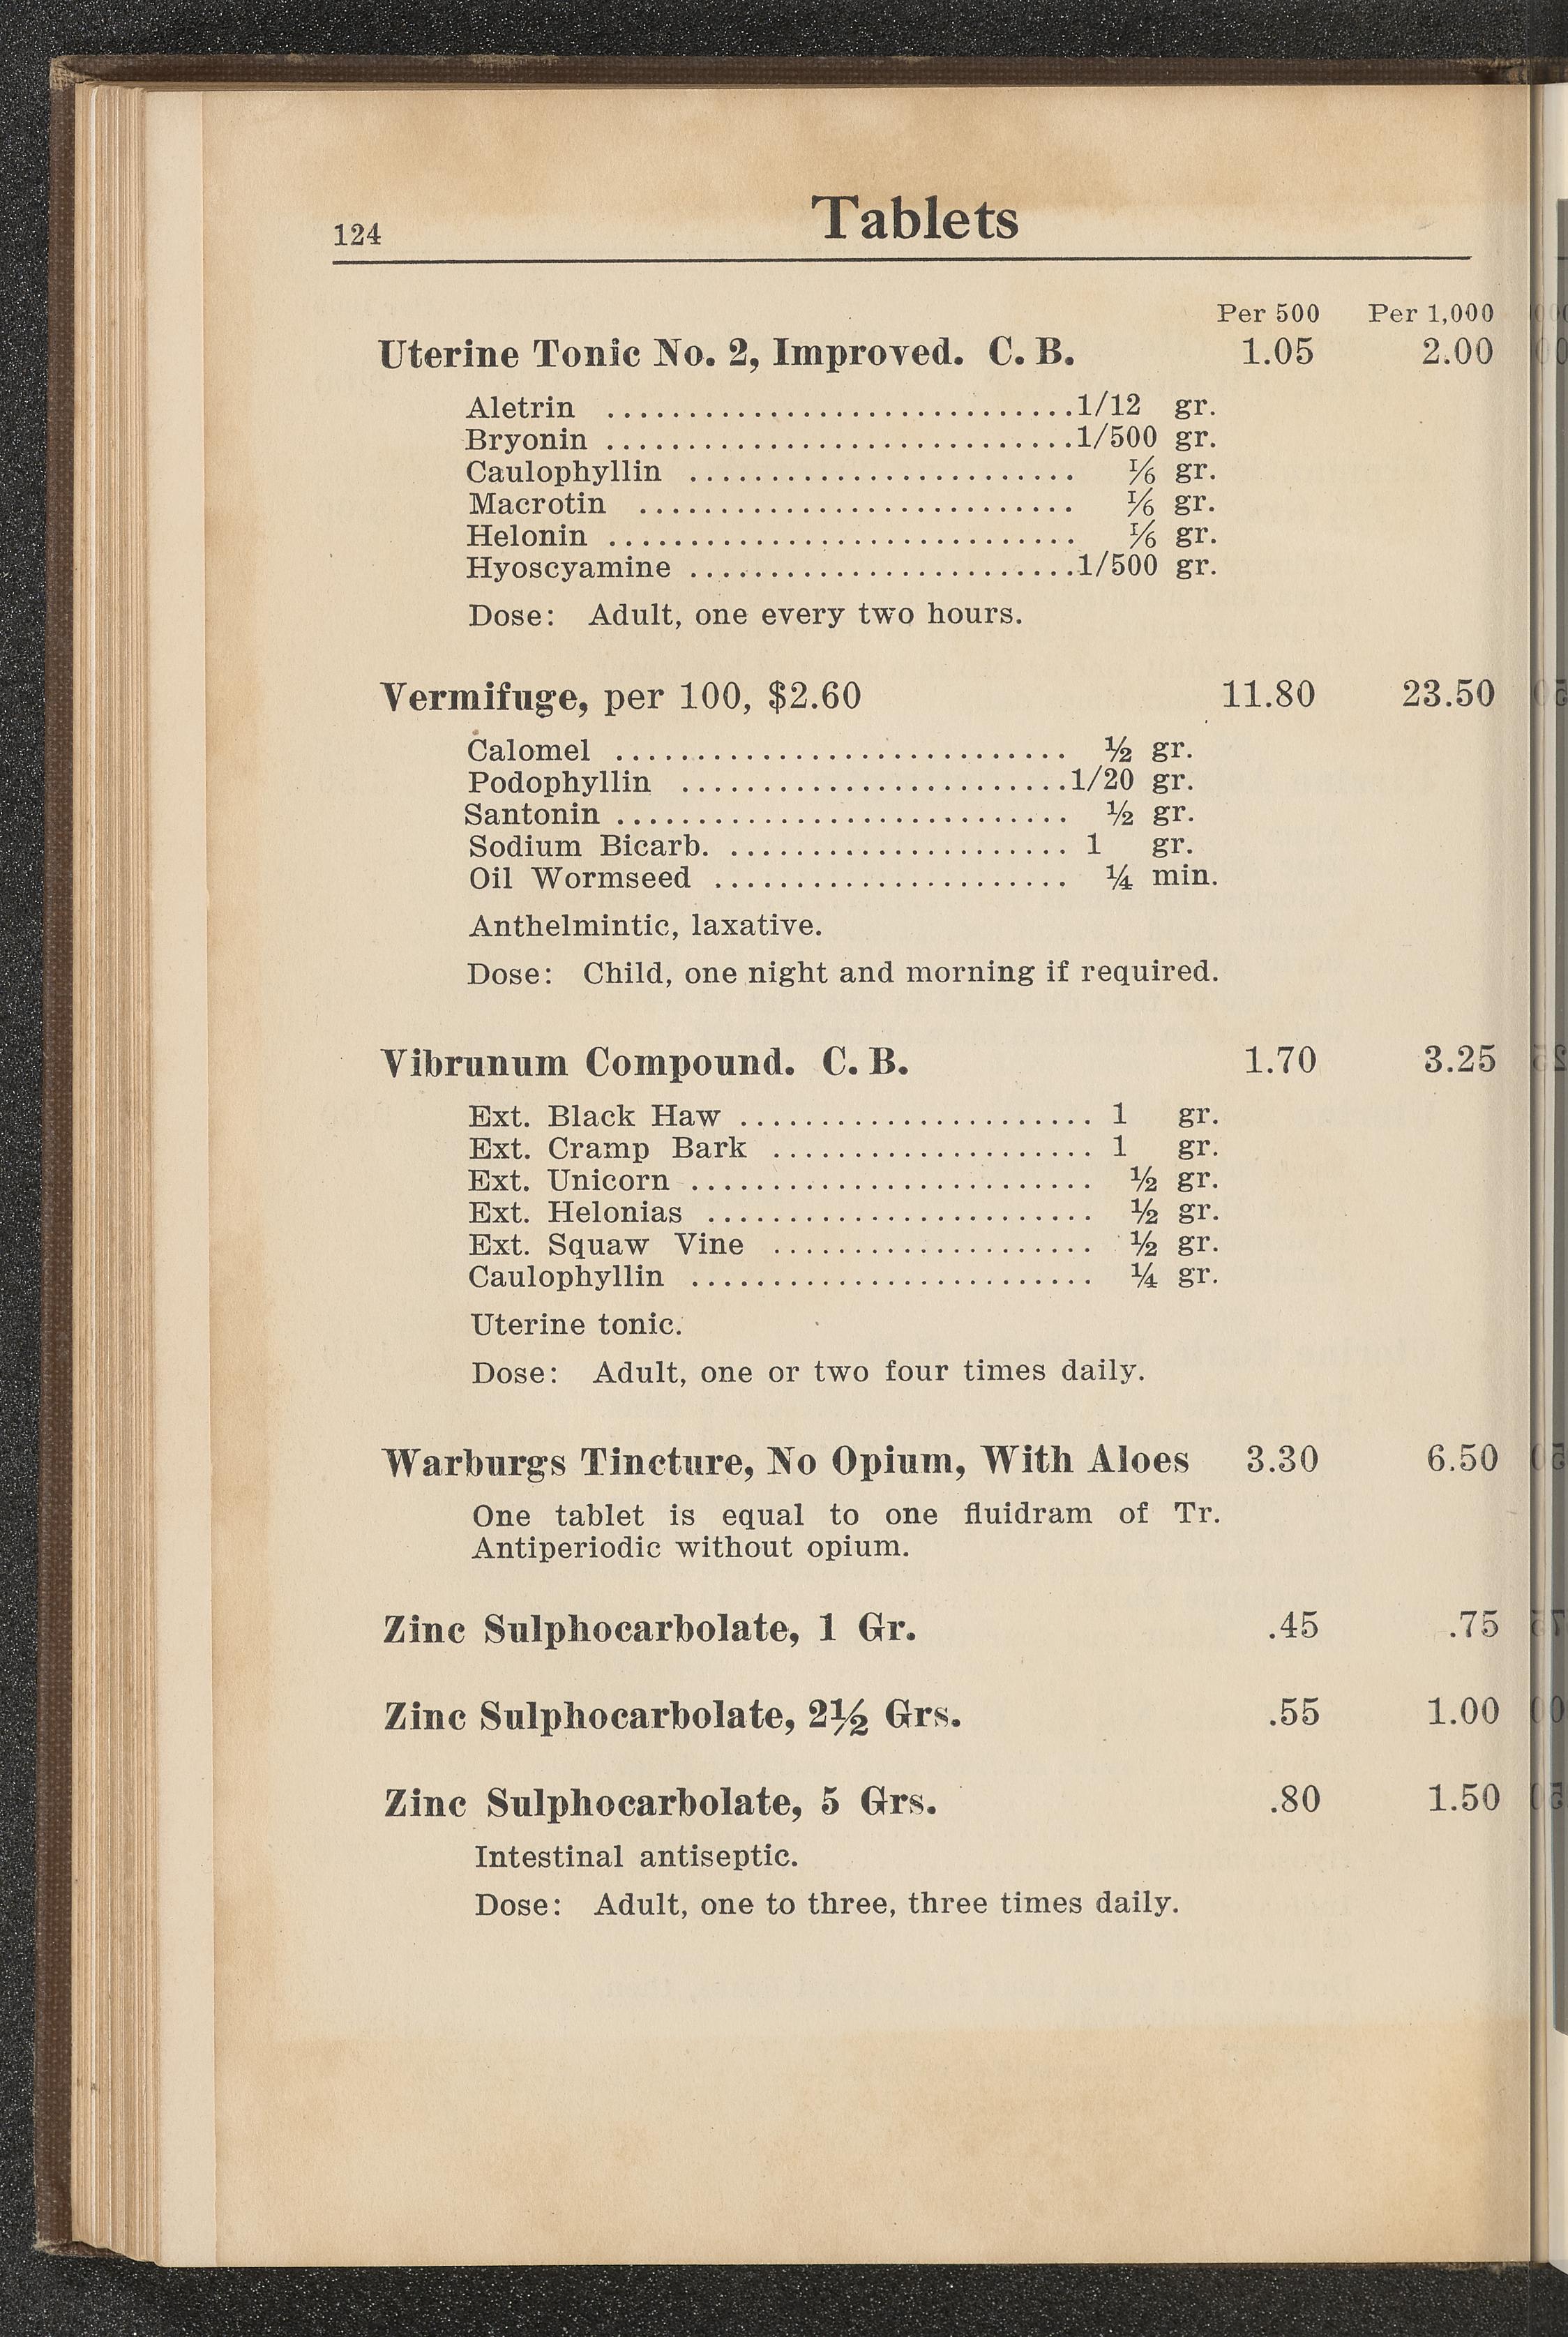 124 Tablets
Per 500 Per 1,000
Uterine Tonic No. 2, Improved. C. B. 1.05 2.00
Aletrin ............................1/12 gr.
Bryonin ............................1/500 gr.
Caulophyllin ........................ 1/6 gr.
Macrotin ........................... 1/6 gr.
Helonin ............................. 1/6 gr.
Hyoscyamine ........................1/500 gr.
Dose: Adult, one every two hours.
Vermifuge, per 100, $2.60 11.80 23.50
Calomel ............................ ½ gr.
Podophyllin ........................1/20 gr.
Santonin ............................ ½ gr.
Sodium Bicarb. ..................... 1 gr.
Oil Wormseed ...................... ¼ min.
Anthelmintic, laxative.
Dose: Child, one night and morning if required.
Vibrunum Compound. C. B. 1.70 3.25
Ext. Black Haw ...................... 1 gr.
Ext. Cramp Bark .................... 1 gr.
Ext. Unicorn ......................... ½ gr.
Ext. Helonias ........................ ½ gr.
Ext. Squaw Vine .................... ½ gr.
Caulophyllin ......................... ¼ gr.
Uterine tonic.
Dose: Adult, one or two four times daily.
Warburgs Tincture, No Opium, With Aloes 3.30 6.50
One tablet is equal to one fluidram of Tr.
Antiperiodic without opium.
Zinc Sulphocarbolate, 1 Gr. .45 .75
Zinc Sulphocarbolate, 2½ Grs. .55 1.00
Zinc Sulphocarbolate, 5 Grs. .80 1.50
Intestinal antiseptic.
Dose: Adult, one to three, three times daily.